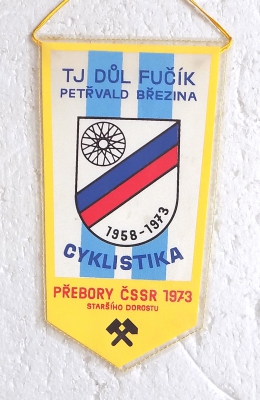 TJ DŮL FUČÍK
PETŘVALD BŘEZINA
1958-1973
CYKLISTIKA
PŘEBORY ČSSR 1973
STARŠÍHO DOROSTU